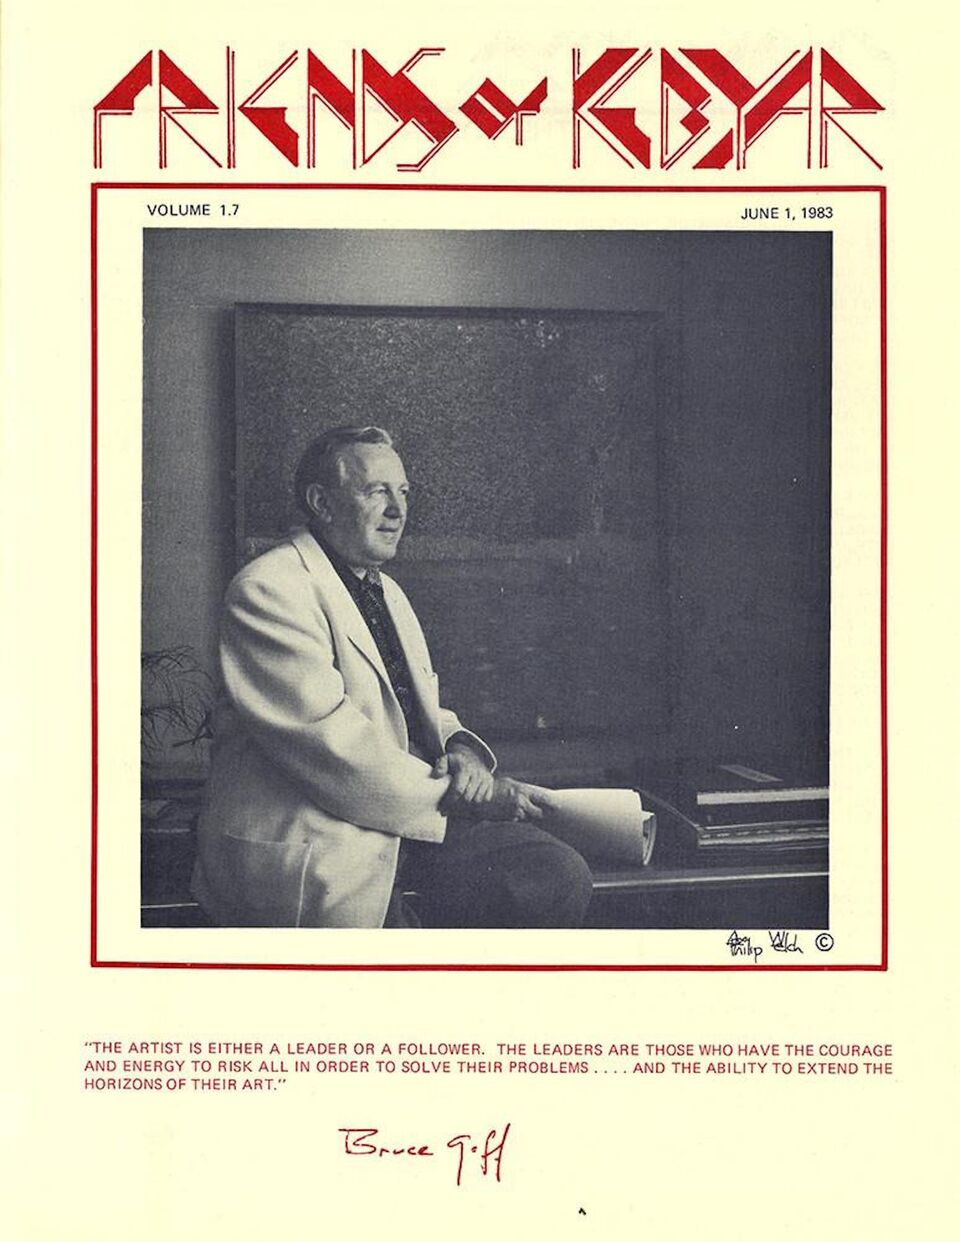 FRIENDS OF KEBYAR
VOLUME 1.7
JUNE 1, 1983
Philip Welch ©
"THE ARTIST IS EITHER A LEADER OR A FOLLOWER. THE LEADERS ARE THOSE WHO HAVE THE COURAGE
AND ENERGY TO RISK ALL IN ORDER TO SOLVE THEIR PROBLEMS . . . . AND THE ABILITY TO EXTEND THE
HORIZONS OF THEIR ART."
Bruce Goff